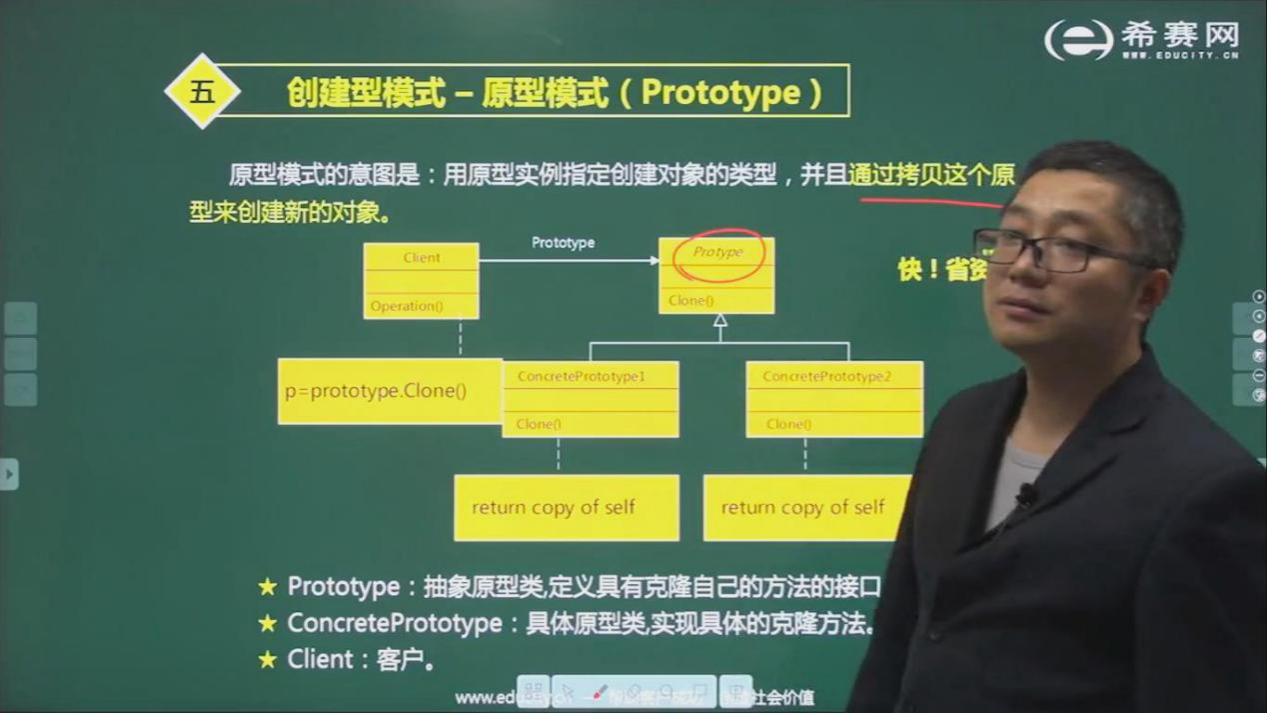 希赛网
WWW.EDUCITY.CN
五
创建型模式 – 原型模式（Prototype）
原型模式的意图是：用原型实例指定创建对象的类型，并且通过拷贝这个原
型来创建新的对象。
Prototype
Client
Protype
快！省
Operation()
Clone()
p=prototype.Clone()
ConcretePrototype1
ConcretePrototype2
Clone()
Clone()
return copy of self
return copy of self
★ Prototype：抽象原型类,定义具有克隆自己的方法的接口
★ ConcretePrototype：具体原型类,实现具体的克隆方法。
★ Client：客户。
社会价值